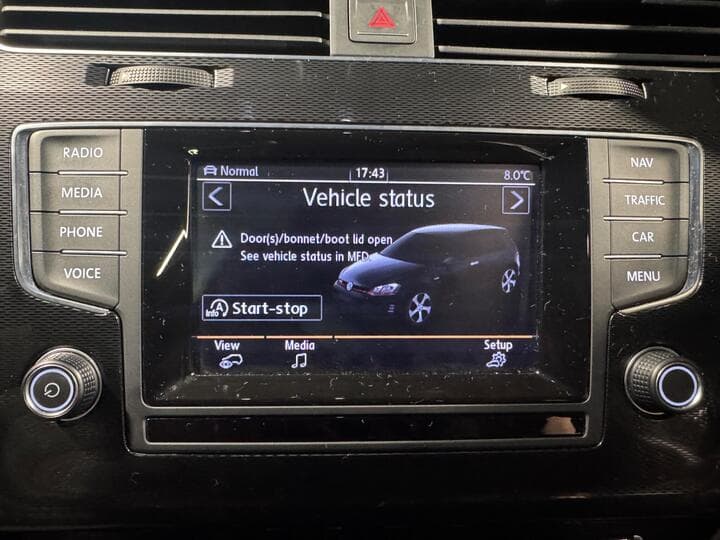 RADIO
MEDIA
PHONE
VOICE
NAV
TRAFFIC
CAR
MENU
Normal 17:43 8.0°C
Vehicle status
Door(s)/bonnet/boot lid open
See vehicle status in MFD
A
Info
Start-stop
View Media Setup